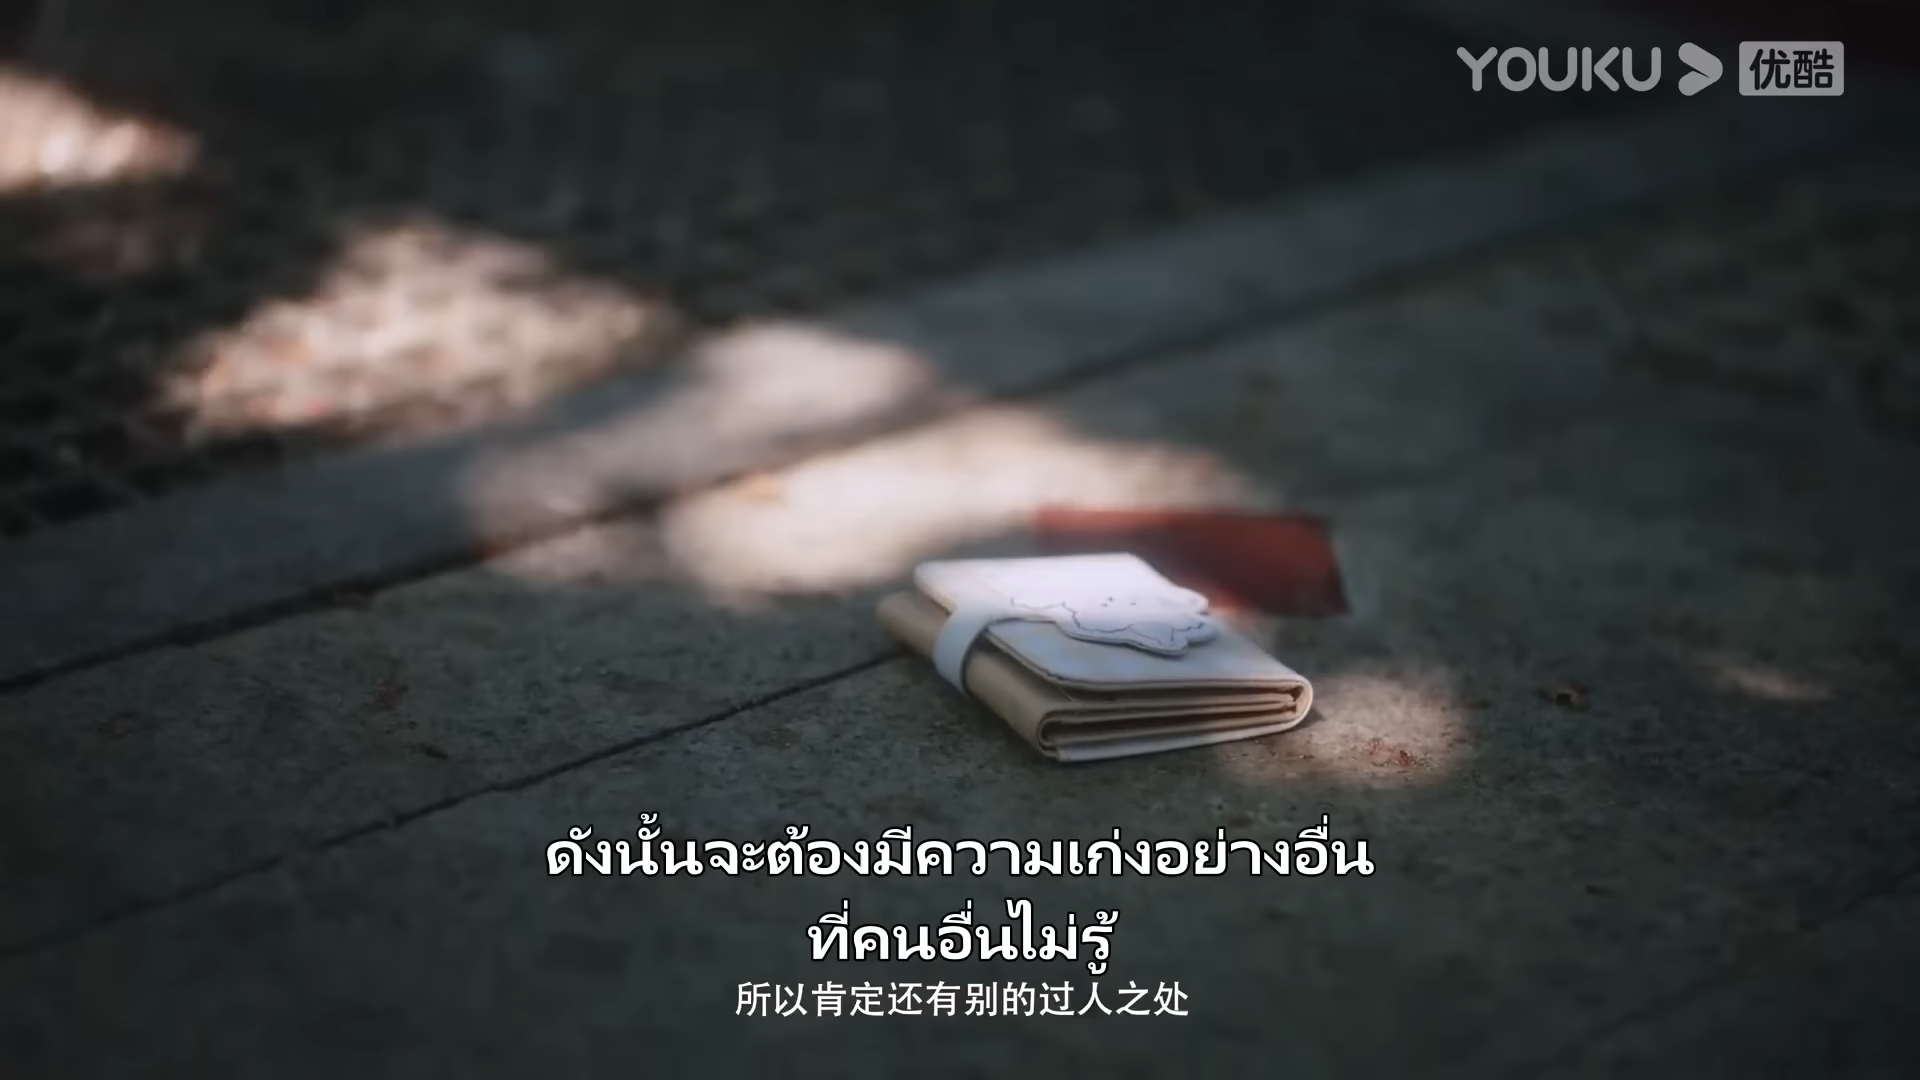 YOUKU 优酷
ดังนั้นจะต้องมีความเก่งอย่างอื่น
ที่คนอื่นไม่รู้
所以肯定还有别的过人之处